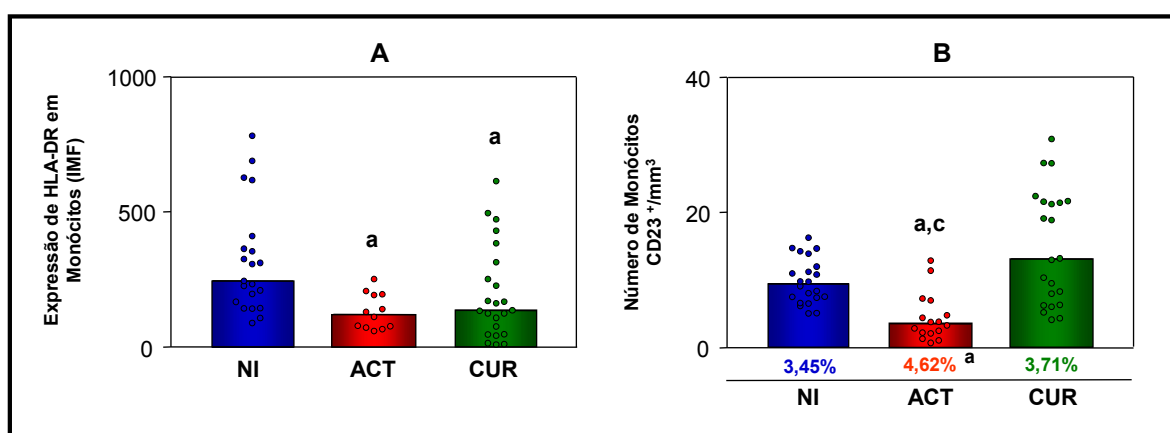 A
Expressão de HLA-DR em
Monócitos (IMF)
1000
500
0
a
a
NI ACT CUR
B
Número de Monócitos
CD23 +/mm3
40
20
0
a,c
3,45% 4,62% a 3,71%
NI ACT CUR